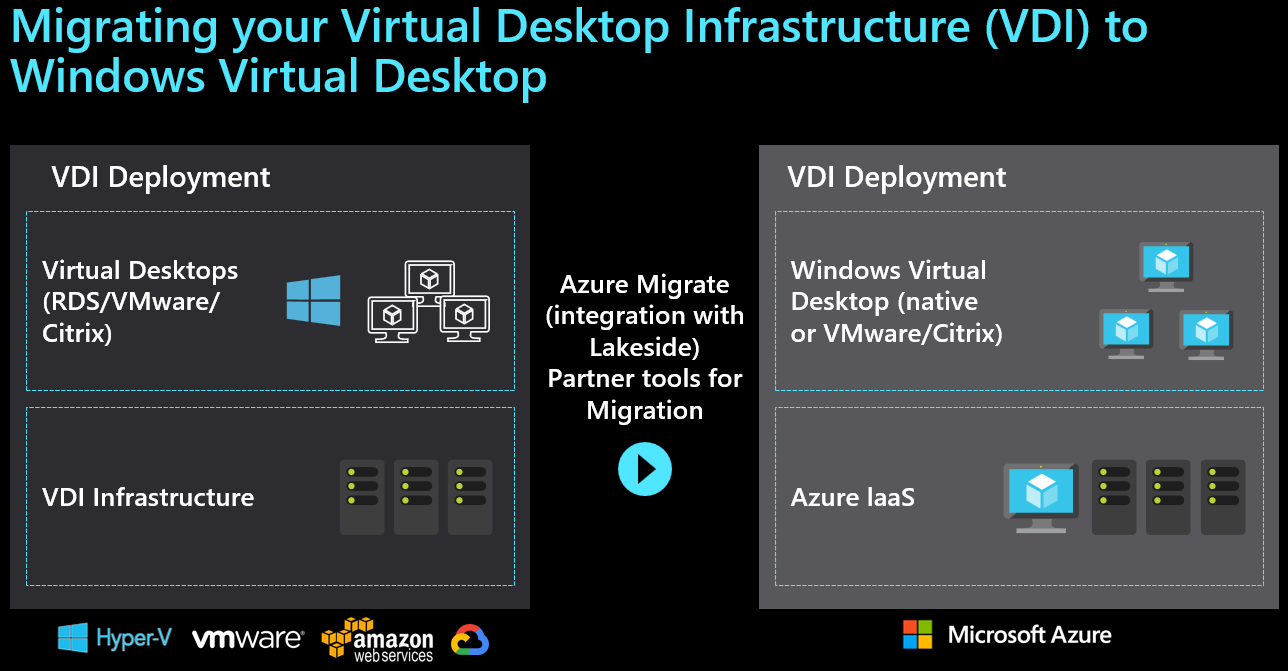 Migrating your Virtual Desktop Infrastructure (VDI) to
Windows Virtual Desktop
VDI Deployment
Virtual Desktops
(RDS/VMware/
Citrix)
VDI Infrastructure
Hyper-V
vmware®
amazon
web services
Azure Migrate
(integration with
Lakeside)
Partner tools for
Migration
VDI Deployment
Windows Virtual
Desktop (native
or VMware/Citrix)
Azure IaaS
Microsoft Azure